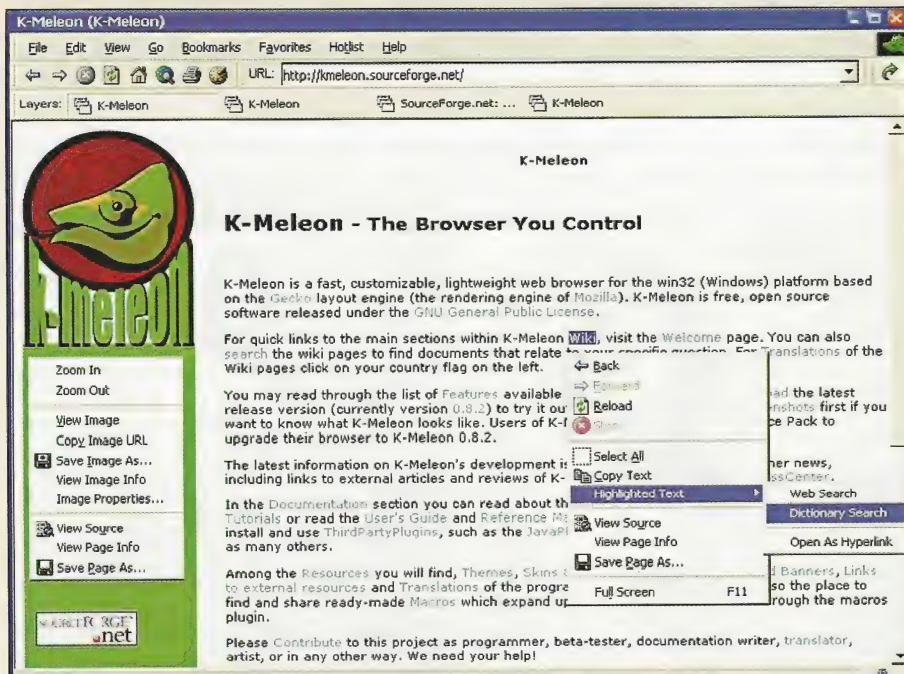 K-Meleon (K-Meleon)
File Edit View Go Bookmarks Favorites Hotlist Help
URL: http://kmeleon.sourceforge.net/
Layers: K-Meleon K-Meleon SourceForge.net: ... K-Meleon
K-Meleon
k-meleon
K-Meleon - The Browser You Control
K-Meleon is a fast, customizable, lightweight web browser for the win32 (Windows) platform based
on the Gecko layout engine (the rendering engine of Mozilla). K-Meleon is free, open source
software released under the GNU General Public License.
For quick links to the main sections within K-Meleon Wiki, visit the Welcome page. You can also
search the wiki pages to find documents that relate to your specific question. For Translations of the
Wiki pages click on your country flag on the left.
You may read through the list of Features available
the latest
release version (currently version 0.8.2) to try it
first if you
want to know what K-Meleon looks like. Users of
Pack to
upgrade their browser to K-Meleon 0.8.2.
The latest information on K-Meleon's development
news,
including links to external articles and reviews of
In the Documentation section you can read about
Tutorials or read the User's Guide and Reference
install and use ThirdPartyPlugins, such as the
as many others.
Among the Resources you will find, Themes, Skins
Banners, Links
to external resources and Translations of the
the place to
find and share ready-made Macros which expand
the macros
plugin.
Please Contribute to this project as programmer, beta-tester, documentation writer, translator,
artist, or in any other way. We need your help!
Zoom In
Zoom Out
View Image
Copy Image URL
Save Image As...
View Image Info
Image Properties...
View Source
View Page Info
Save Page As...
SOURCEFORGE
.net
Back
Forward
Reload
Stop
Select All
Copy Text
Highlighted Text
View Source
View Page Info
Save Page As...
Full Screen F11
Web Search
Dictionary Search
Open As Hyperlink